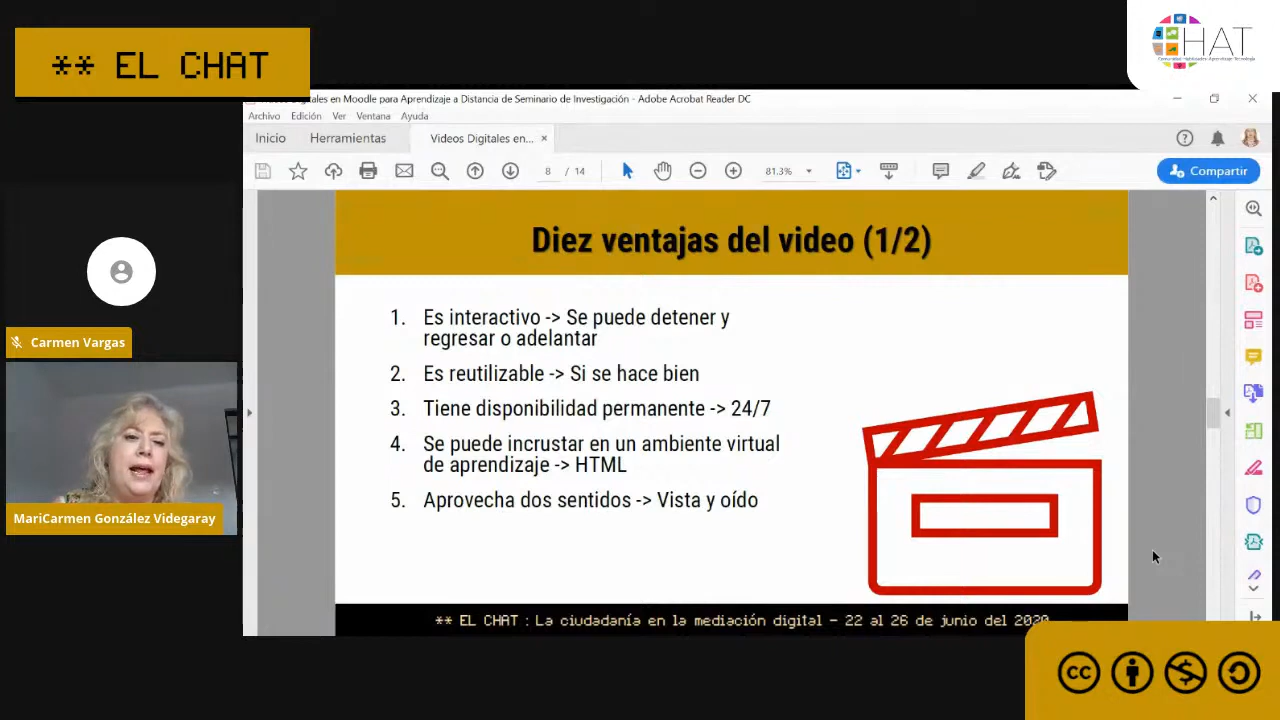 ** EL CHAT
HAT
es en Moodle para Aprendizaje a Distancia de Seminario de Investigación - Adobe Acrobat Reader DC
Archivo Edición Ver Ventana Ayuda
Inicio Herramientas Videos Digitales en... ×
8 / 14 81.3% Compartir
Diez ventajas del video (1/2)
1. Es interactivo -> Se puede detener y
regresar o adelantar
2. Es reutilizable -> Si se hace bien
3. Tiene disponibilidad permanente -> 24/7
4. Se puede incrustar en un ambiente virtual
de aprendizaje -> HTML
5. Aprovecha dos sentidos -> Vista y oído
Carmen Vargas
MariCarmen González Videgaray
** EL CHAT : La ciudadanía en la mediación digital – 22 al 26 de junio del 2020
cc